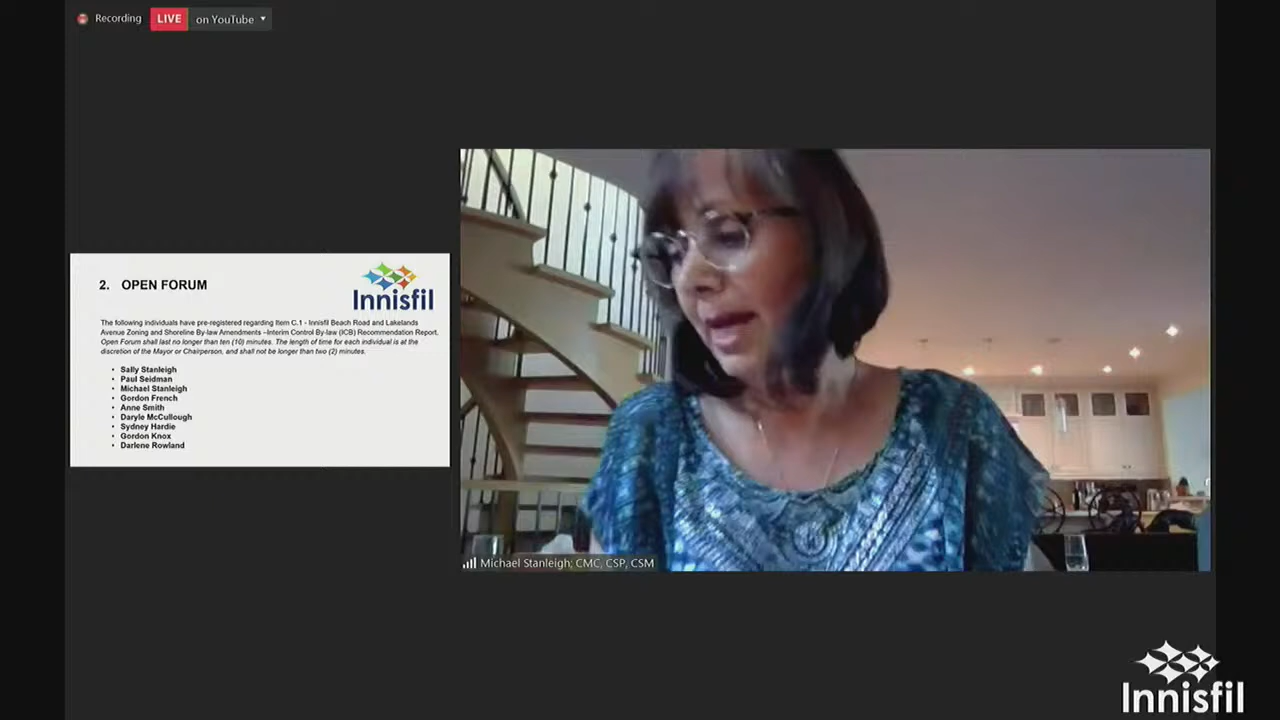 Recording
LIVE
on YouTube
2. OPEN FORUM
Innisfil
The following individuals have pre-registered regarding Item C.1 - Innisfil Beach Road and Lakelands
Avenue Zoning and Shoreline By-law Amendments –Interim Control By-law (ICB) Recommendation Report.
Open Forum shall last no longer than ten (10) minutes. The length of time for each individual is at the
discretion of the Mayor or Chairperson, and shall not be longer than two (2) minutes.
• Sally Stanleigh
• Paul Seidman
• Michael Stanleigh
• Gordon French
• Anne Smith
• Daryle McCullough
• Sydney Hardie
• Gordon Knox
• Darlene Rowland
Michael Stanleigh; CMC, CSP, CSM
Innisfil